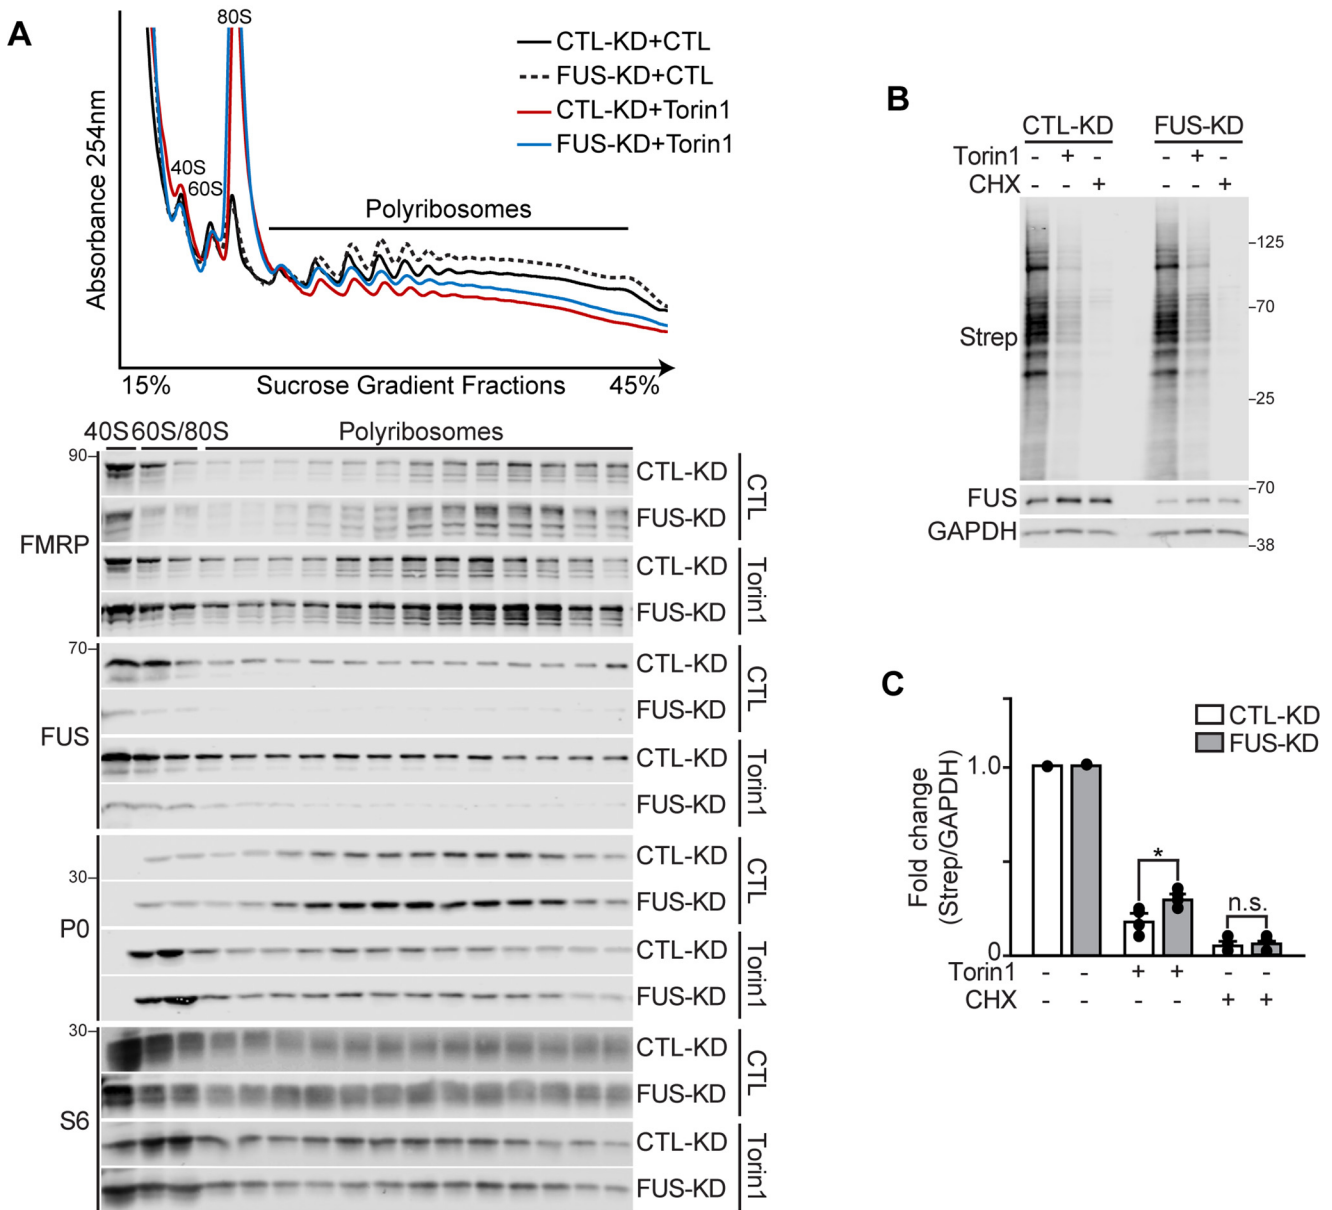 A
80S
40S
60S
Absorbance 254nm
CTL-KD+CTL
FUS-KD+CTL
CTL-KD+Torin1
FUS-KD+Torin1
Polyribosomes
15% Sucrose Gradient Fractions 45%
40S 60S/80S Polyribosomes
90
FMRP
CTL-KD
FUS-KD
CTL
CTL-KD
FUS-KD
Torin1
70
FUS
CTL-KD
FUS-KD
CTL
CTL-KD
FUS-KD
Torin1
30
P0
CTL-KD
FUS-KD
CTL
CTL-KD
FUS-KD
Torin1
30
S6
CTL-KD
FUS-KD
CTL
CTL-KD
FUS-KD
Torin1
B
CTL-KD FUS-KD
Torin1 - + - - + -
CHX - - + - - +
Strep
-125
-70
-25
FUS
-70
GAPDH
-38
C
CTL-KD
FUS-KD
Fold change
(Strep/GAPDH)
1.0
0
*
n.s.
Torin1 - - + + - -
CHX - - - - + +